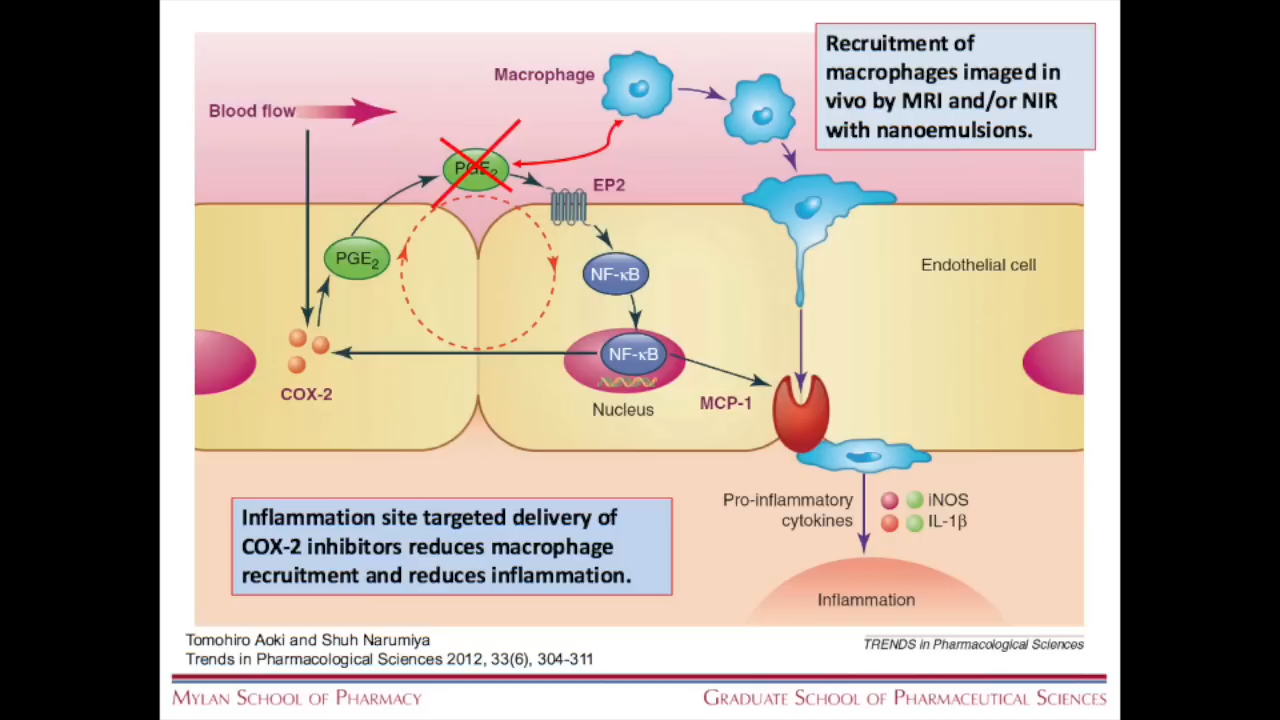 Recruitment of
macrophages imaged in
vivo by MRI and/or NIR
with nanoemulsions.
Macrophage
Blood flow
PGE₂
EP2
PGE₂
NF-κB
Endothelial cell
NF-κB
COX-2
Nucleus
MCP-1
Pro-inflammatory
cytokines
iNOS
IL-1β
Inflammation
Inflammation site targeted delivery of
COX-2 inhibitors reduces macrophage
recruitment and reduces inflammation.
Tomohiro Aoki and Shuh Narumiya
Trends in Pharmacological Sciences 2012, 33(6), 304-311
TRENDS in Pharmacological Sciences
MYLAN SCHOOL OF PHARMACY
GRADUATE SCHOOL OF PHARMACEUTICAL SCIENCES